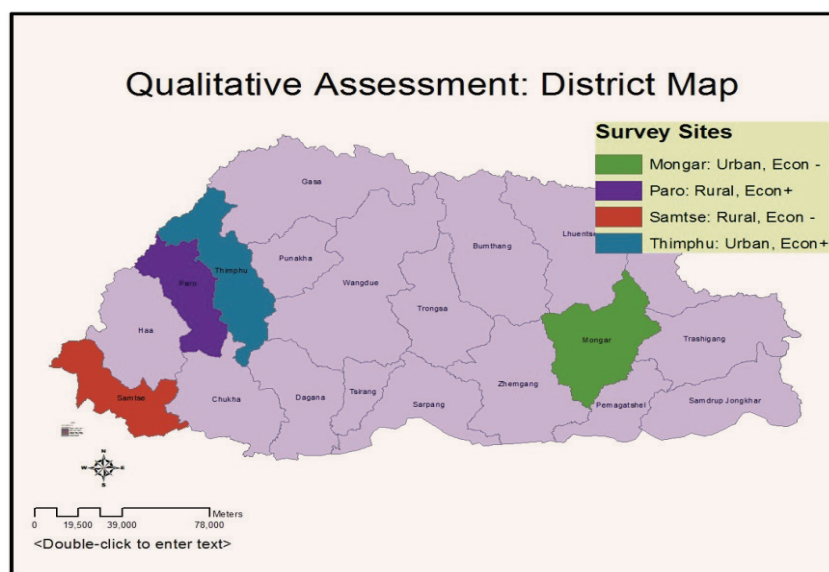 Qualitative Assessment: District Map
Survey Sites
Mongar: Urban, Econ -
Paro: Rural, Econ+
Samtse: Rural, Econ -
Thimphu: Urban, Econ+
Gasa
Lhuentse
Bumthang
Punakha
Thimphu
Paro
Wangdue
Trongsa
Haa
Mongar
Trashigang
Zhemgang
Samtse
Chukha
Dagana
Tsirang
Sarpang
Pemagatshel
Samdrup Jongkhar
N
W E
S
Meters
0 19,500 39,000 78,000
<Double-click to enter text>